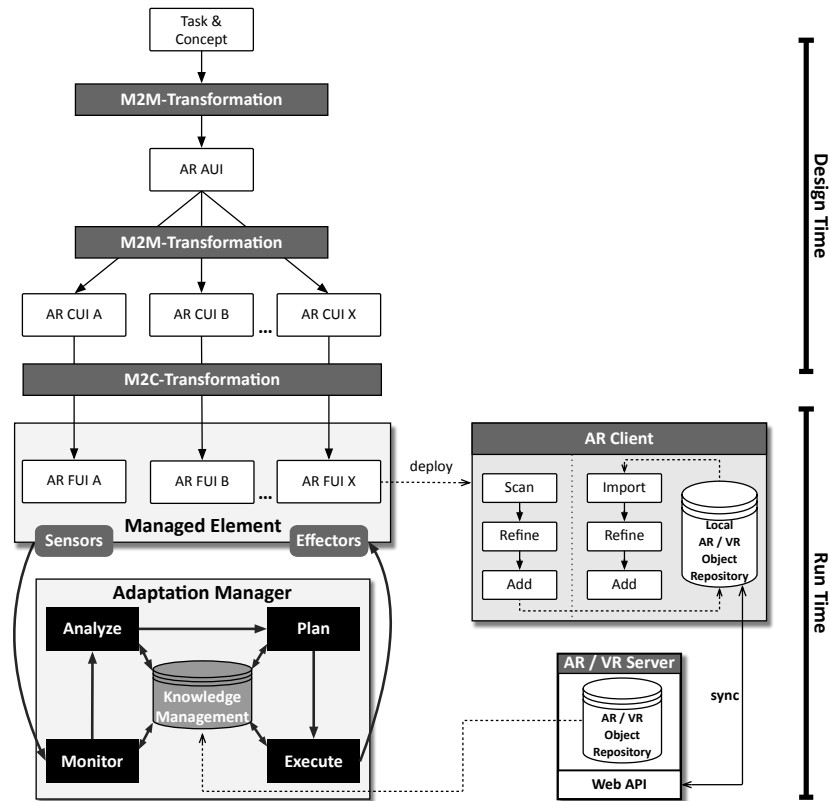 Task &
Concept
M2M-Transformation
AR AUI
M2M-Transformation
AR CUI A
AR CUI B
...
AR CUI X
M2C-Transformation
Design Time
AR FUI A
AR FUI B
...
AR FUI X
Managed Element
Sensors
Effectors
deploy
AR Client
Scan
Refine
Add
Import
Refine
Add
Local
AR / VR
Object
Repository
Adaptation Manager
Analyze
Plan
Knowledge
Management
Monitor
Execute
AR / VR Server
AR / VR
Object
Repository
Web API
sync
Run Time